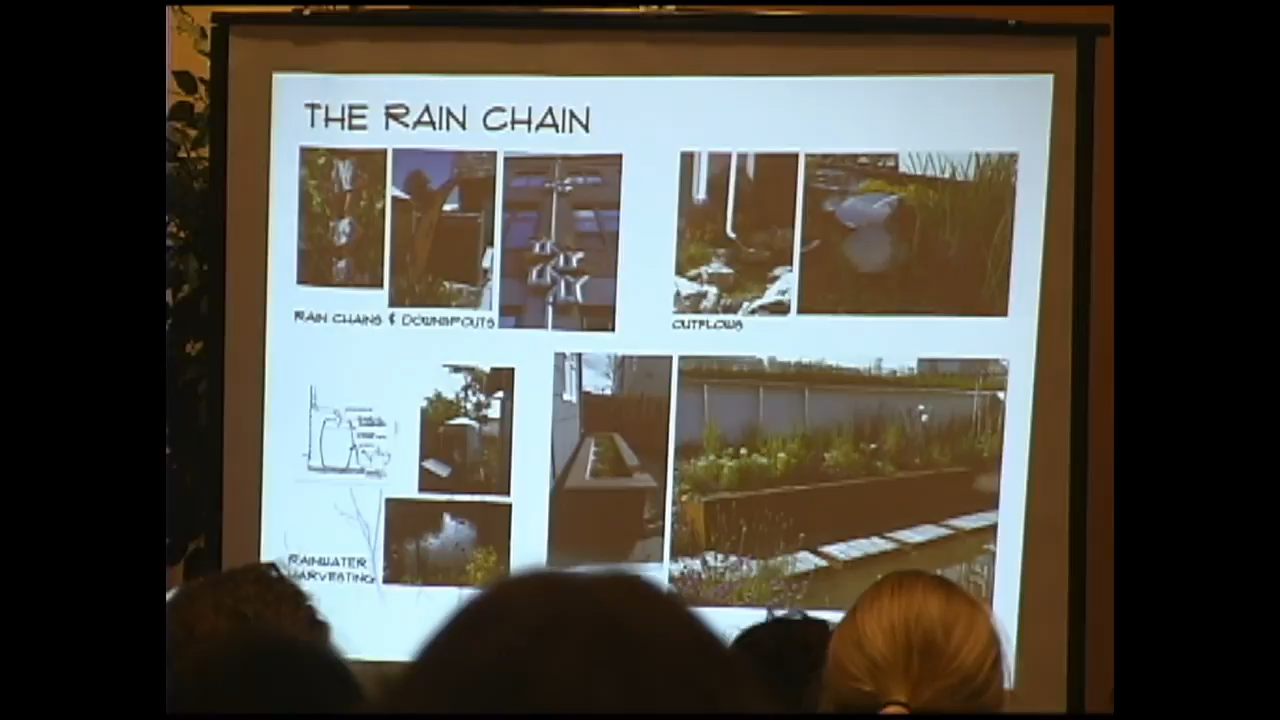 THE RAIN CHAIN
RAIN CHAINS & DOWNSPOUTS
OUTFLOWS
RAINWATER
HARVESTING